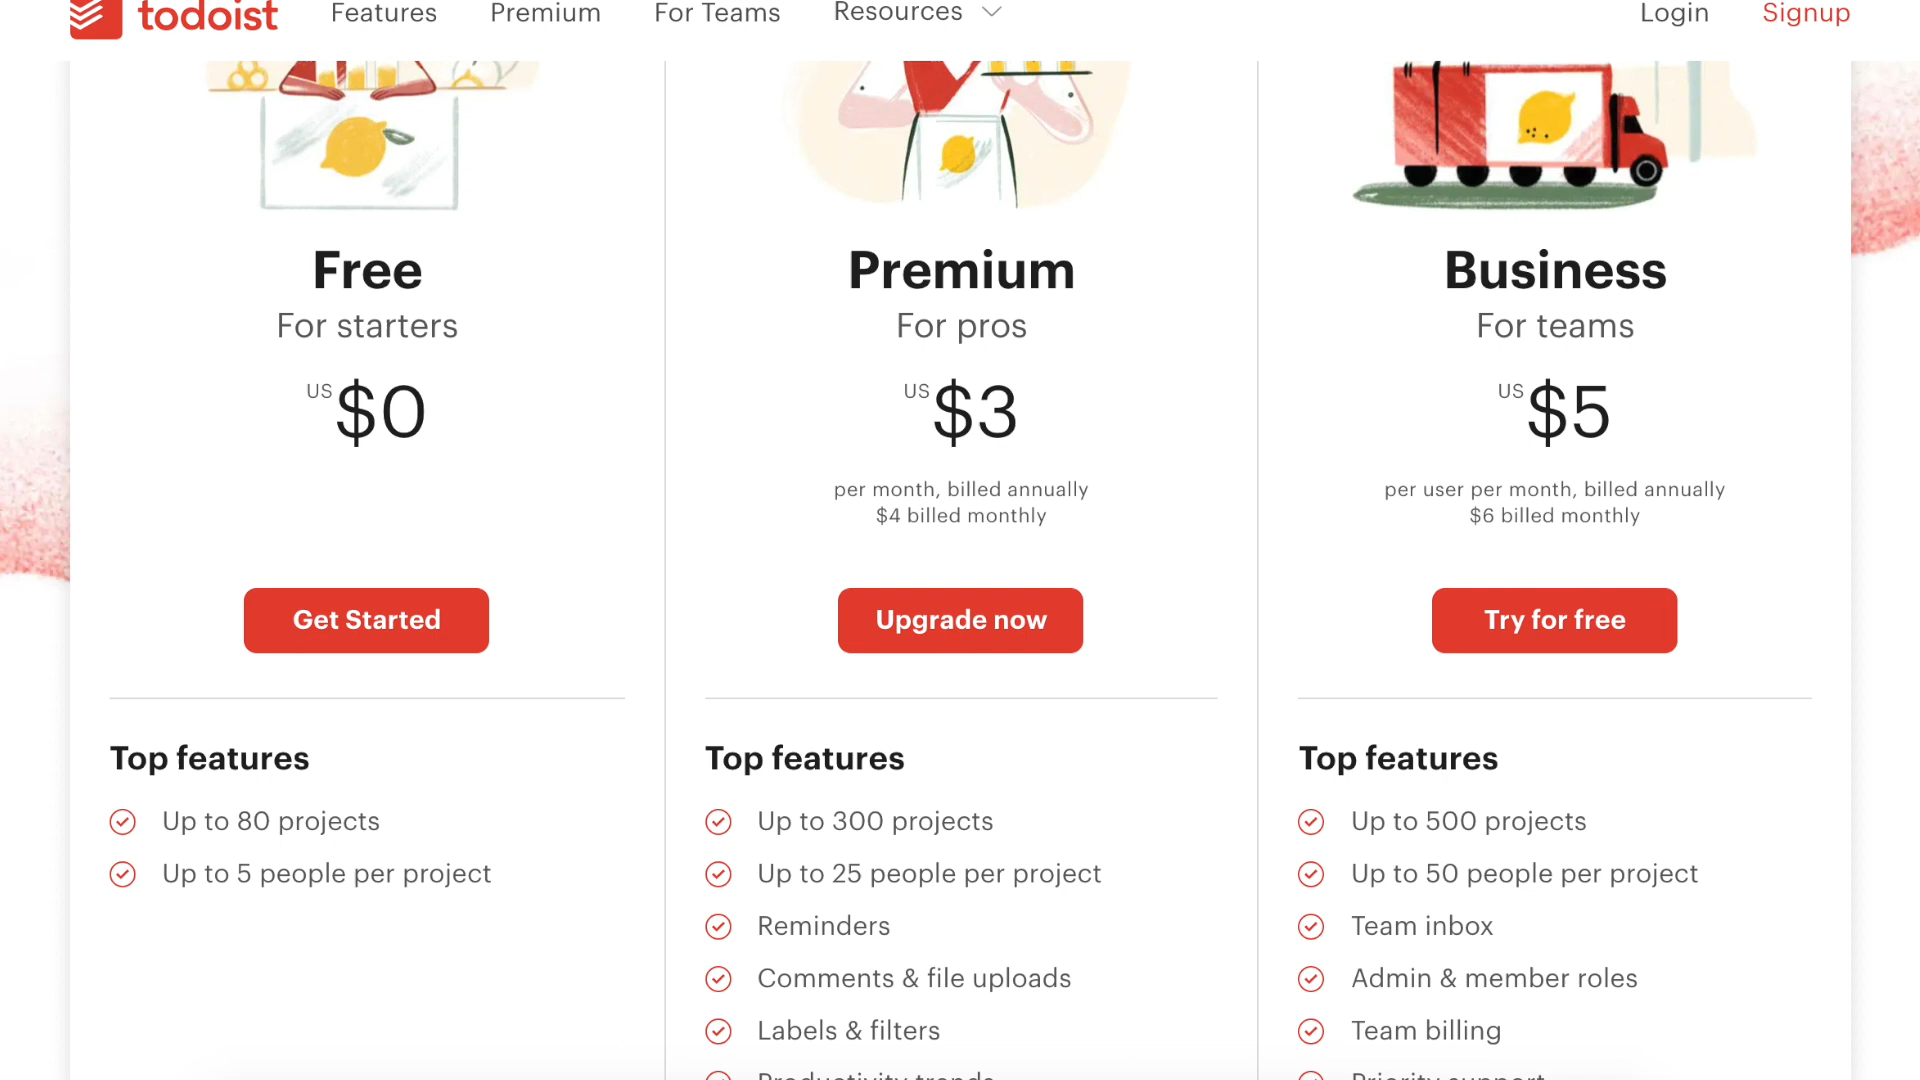 todoist Features Premium For Teams Resources Login Signup
Free
For starters
US $0
Get Started
Top features
Up to 80 projects
Up to 5 people per project
Premium
For pros
US $3
per month, billed annually
$4 billed monthly
Upgrade now
Top features
Up to 300 projects
Up to 25 people per project
Reminders
Comments & file uploads
Labels & filters
Productivity trends
Business
For teams
US $5
per user per month, billed annually
$6 billed monthly
Try for free
Top features
Up to 500 projects
Up to 50 people per project
Team inbox
Admin & member roles
Team billing
Priority support